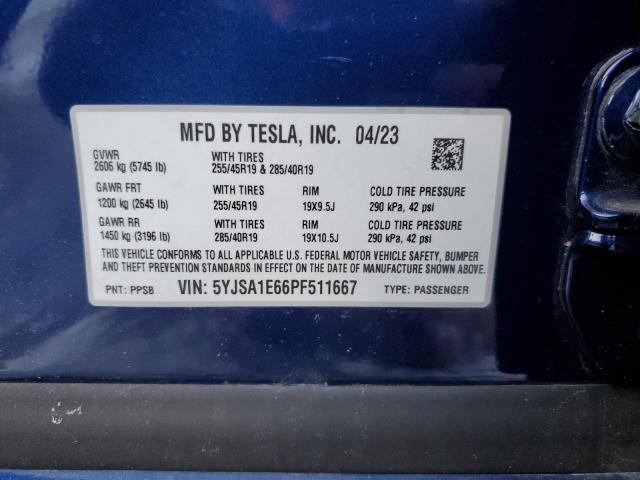 MFD BY TESLA, INC. 04/23
GVWR WITH TIRES
2606 kg (5745 lb) 255/45R19 & 285/40R19
GAWR FRT WITH TIRES RIM COLD TIRE PRESSURE
1200 kg (2645 lb) 255/45R19 19X9.5J 290 kPa, 42 psi
GAWR RR WITH TIRES RIM COLD TIRE PRESSURE
1450 kg (3196 lb) 285/40R19 19X10.5J 290 kPa, 42 psi
THIS VEHICLE CONFORMS TO ALL APPLICABLE U.S. FEDERAL MOTOR VEHICLE SAFETY, BUMPER
AND THEFT PREVENTION STANDARDS IN EFFECT ON THE DATE OF MANUFACTURE SHOWN ABOVE.
PNT: PPSB VIN: 5YJSA1E66PF511667 TYPE: PASSENGER